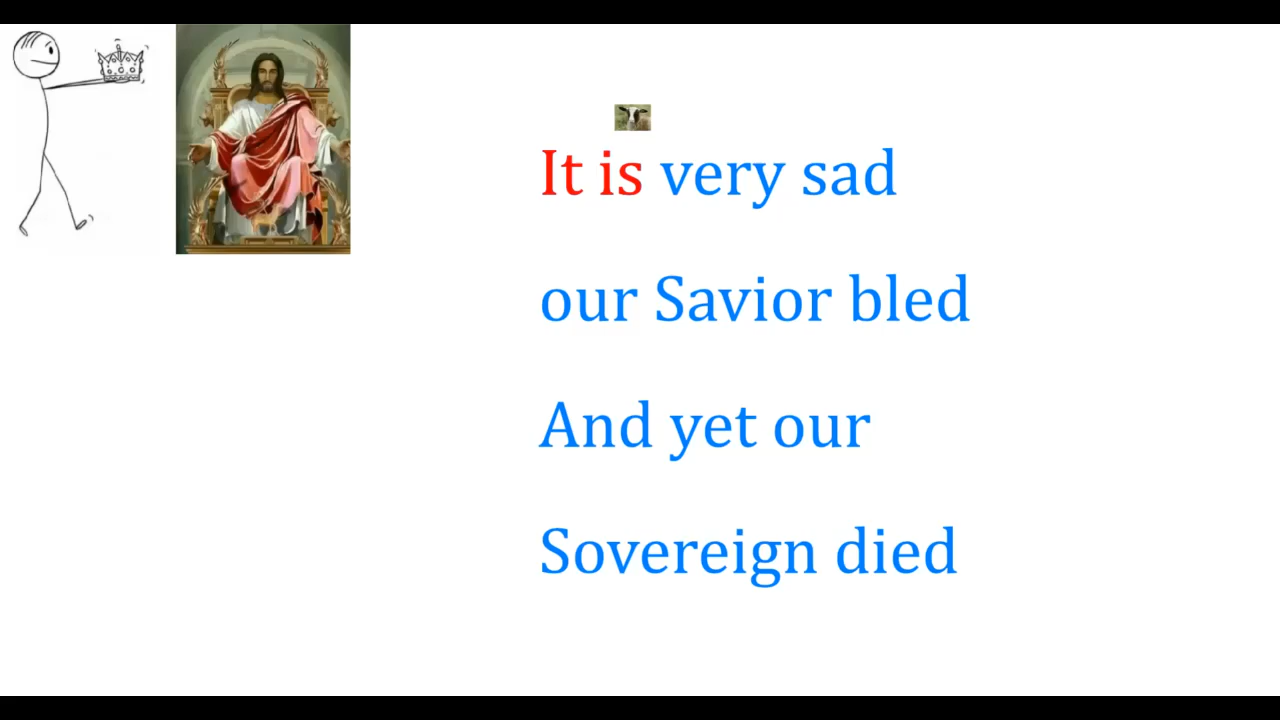 It is very sad
our Savior bled
And yet our
Sovereign died